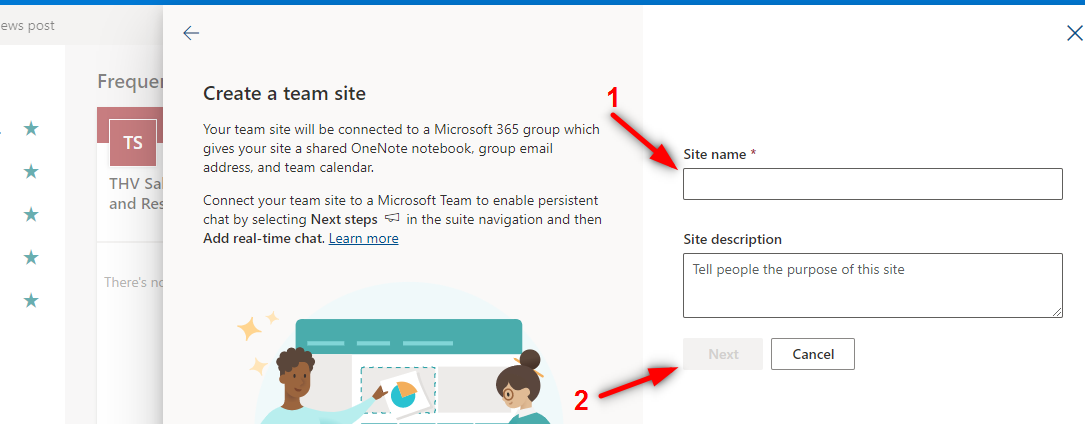 ews post
Create a team site
Your team site will be connected to a Microsoft 365 group which
gives your site a shared OneNote notebook, group email
address, and team calendar.
Connect your team site to a Microsoft Team to enable persistent
chat by selecting Next steps in the suite navigation and then
Add real-time chat. Learn more
Frequen
TS
THV Sal
and Res
There's no
1
Site name *
Site description
Tell people the purpose of this site
Next
Cancel
2